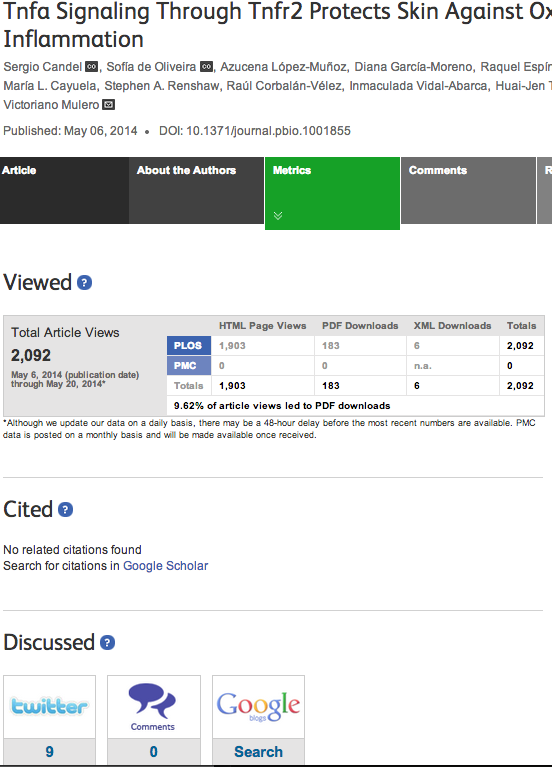 Tnfa Signaling Through Tnfr2 Protects Skin Against Ox
Inflammation
Sergio Candel co, Sofía de Oliveira co, Azucena López-Muñoz, Diana García-Moreno, Raquel Espín
María L. Cayuela, Stephen A. Renshaw, Raúl Corbalán-Vélez, Inmaculada Vidal-Abarca, Huai-Jen T
Victoriano Mulero
Published: May 06, 2014 • DOI: 10.1371/journal.pbio.1001855
Article About the Authors Metrics Comments R
Viewed ?
Total Article Views
2,092
May 6, 2014 (publication date)
through May 20, 2014*
HTML Page Views PDF Downloads XML Downloads Totals
PLOS 1,903 183 6 2,092
PMC 0 0 n.a. 0
Totals 1,903 183 6 2,092
9.62% of article views led to PDF downloads
*Although we update our data on a daily basis, there may be a 48-hour delay before the most recent numbers are available. PMC
data is posted on a monthly basis and will be made available once received.
Cited ?
No related citations found
Search for citations in Google Scholar
Discussed ?
twitter Comments Google blogs
9 0 Search